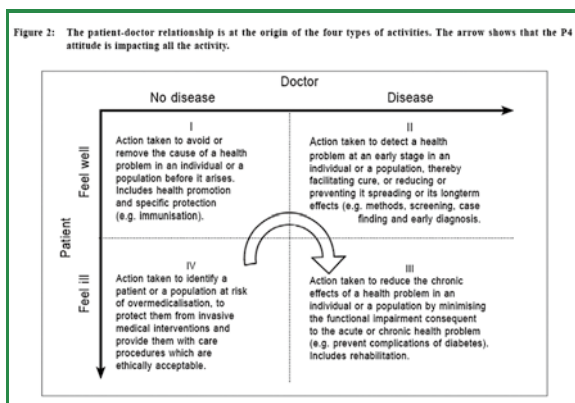 Figure 2: The patient-doctor relationship is at the origin of the four types of activities. The arrow shows that the P4
attitude is impacting all the activity.
Doctor
No disease
Disease
Patient
Feel well
Feel ill
I
Action taken to avoid or
remove the cause of a health
problem in an individual or a
population before it arises.
Includes health promotion
and specific protection
(e.g. immunisation).
II
Action taken to detect a health
problem at an early stage in an
individual or a population, thereby
facilitating cure, or reducing or
preventing it spreading or its longterm
effects (e.g. methods, screening, case
finding and early diagnosis.
IV
Action taken to identify a
patient or a population at risk
of overmedicalisation, to
protect them from invasive
medical interventions and
provide them with care
procedures which are
ethically acceptable.
III
Action taken to reduce the chronic
effects of a health problem in an
individual or a population by minimising
the functional impairment consequent
to the acute or chronic health problem
(e.g. prevent complications of diabetes).
Includes rehabilitation.